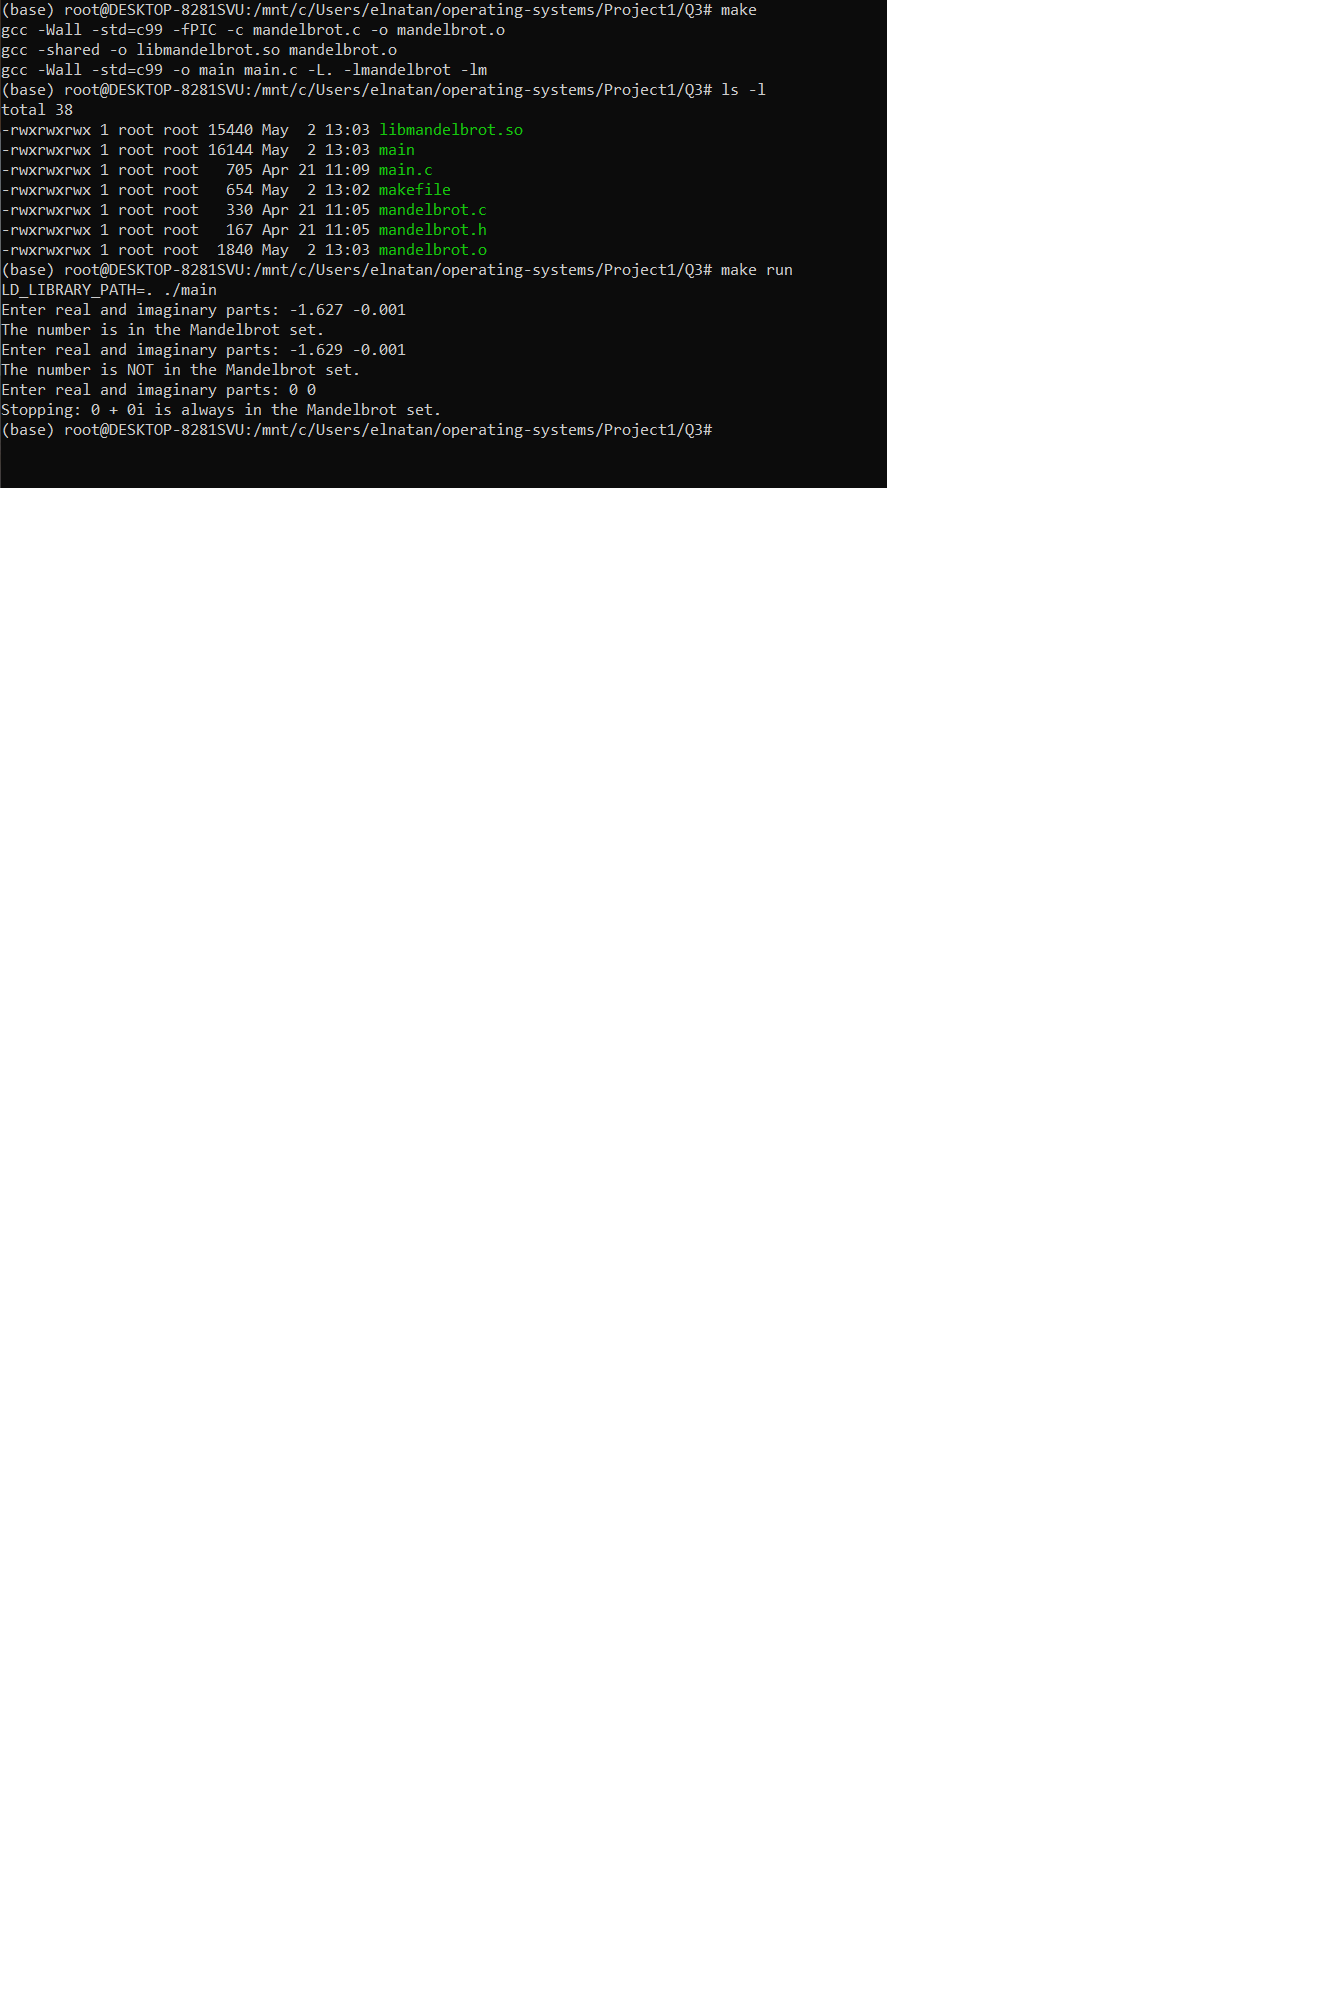 (base) root@DESKTOP-8281SVU:/mnt/c/Users/elnatan/operating-systems/Project1/Q3# make
gcc -Wall -std=c99 -fPIC -c mandelbrot.c -o mandelbrot.o
gcc -shared -o libmandelbrot.so mandelbrot.o
gcc -Wall -std=c99 -o main main.c -L. -lmandelbrot -lm
(base) root@DESKTOP-8281SVU:/mnt/c/Users/elnatan/operating-systems/Project1/Q3# ls -l
total 38
-rwxrwxrwx 1 root root 15440 May  2 13:03 libmandelbrot.so
-rwxrwxrwx 1 root root 16144 May  2 13:03 main
-rwxrwxrwx 1 root root   705 Apr 21 11:09 main.c
-rwxrwxrwx 1 root root   654 May  2 13:02 makefile
-rwxrwxrwx 1 root root   330 Apr 21 11:05 mandelbrot.c
-rwxrwxrwx 1 root root   167 Apr 21 11:05 mandelbrot.h
-rwxrwxrwx 1 root root  1840 May  2 13:03 mandelbrot.o
(base) root@DESKTOP-8281SVU:/mnt/c/Users/elnatan/operating-systems/Project1/Q3# make run
LD_LIBRARY_PATH=. ./main
Enter real and imaginary parts: -1.627 -0.001
The number is in the Mandelbrot set.
Enter real and imaginary parts: -1.629 -0.001
The number is NOT in the Mandelbrot set.
Enter real and imaginary parts: 0 0
Stopping: 0 + 0i is always in the Mandelbrot set.
(base) root@DESKTOP-8281SVU:/mnt/c/Users/elnatan/operating-systems/Project1/Q3#